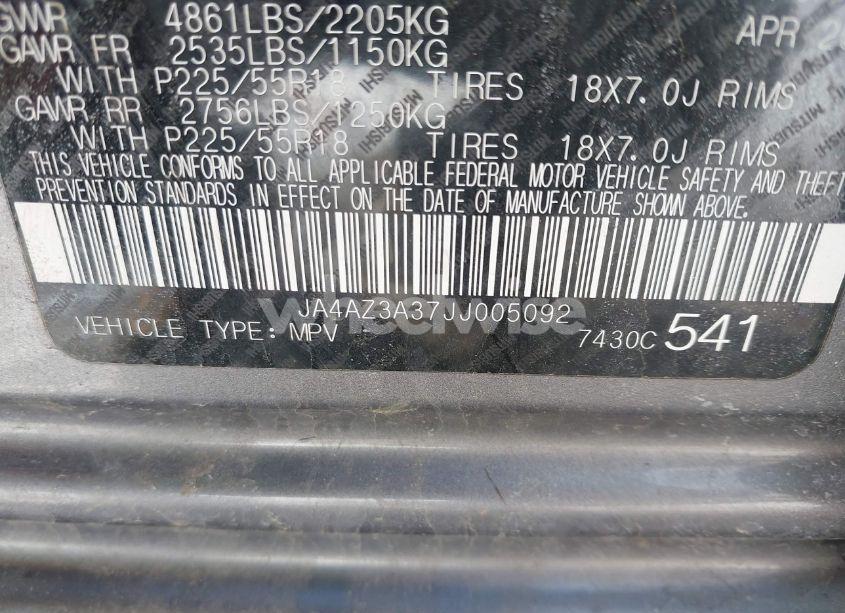 GVWR 4861LBS/2205KG APR 20
GAWR FR 2535LBS/1150KG
WITH P225/55R18 TIRES 18X7.0J RIMS
GAWR RR 2756LBS/1250KG
WITH P225/55R18 TIRES 18X7.0J RIMS
THIS VEHICLE CONFORMS TO ALL APPLICABLE FEDERAL MOTOR VEHICLE SAFETY AND THEFT
PREVENTION STANDARDS IN EFFECT ON THE DATE OF MANUFACTURE SHOWN ABOVE.
JA4AZ3A37JJ005092
wheelwise
VEHICLE TYPE: MPV 7430C 541